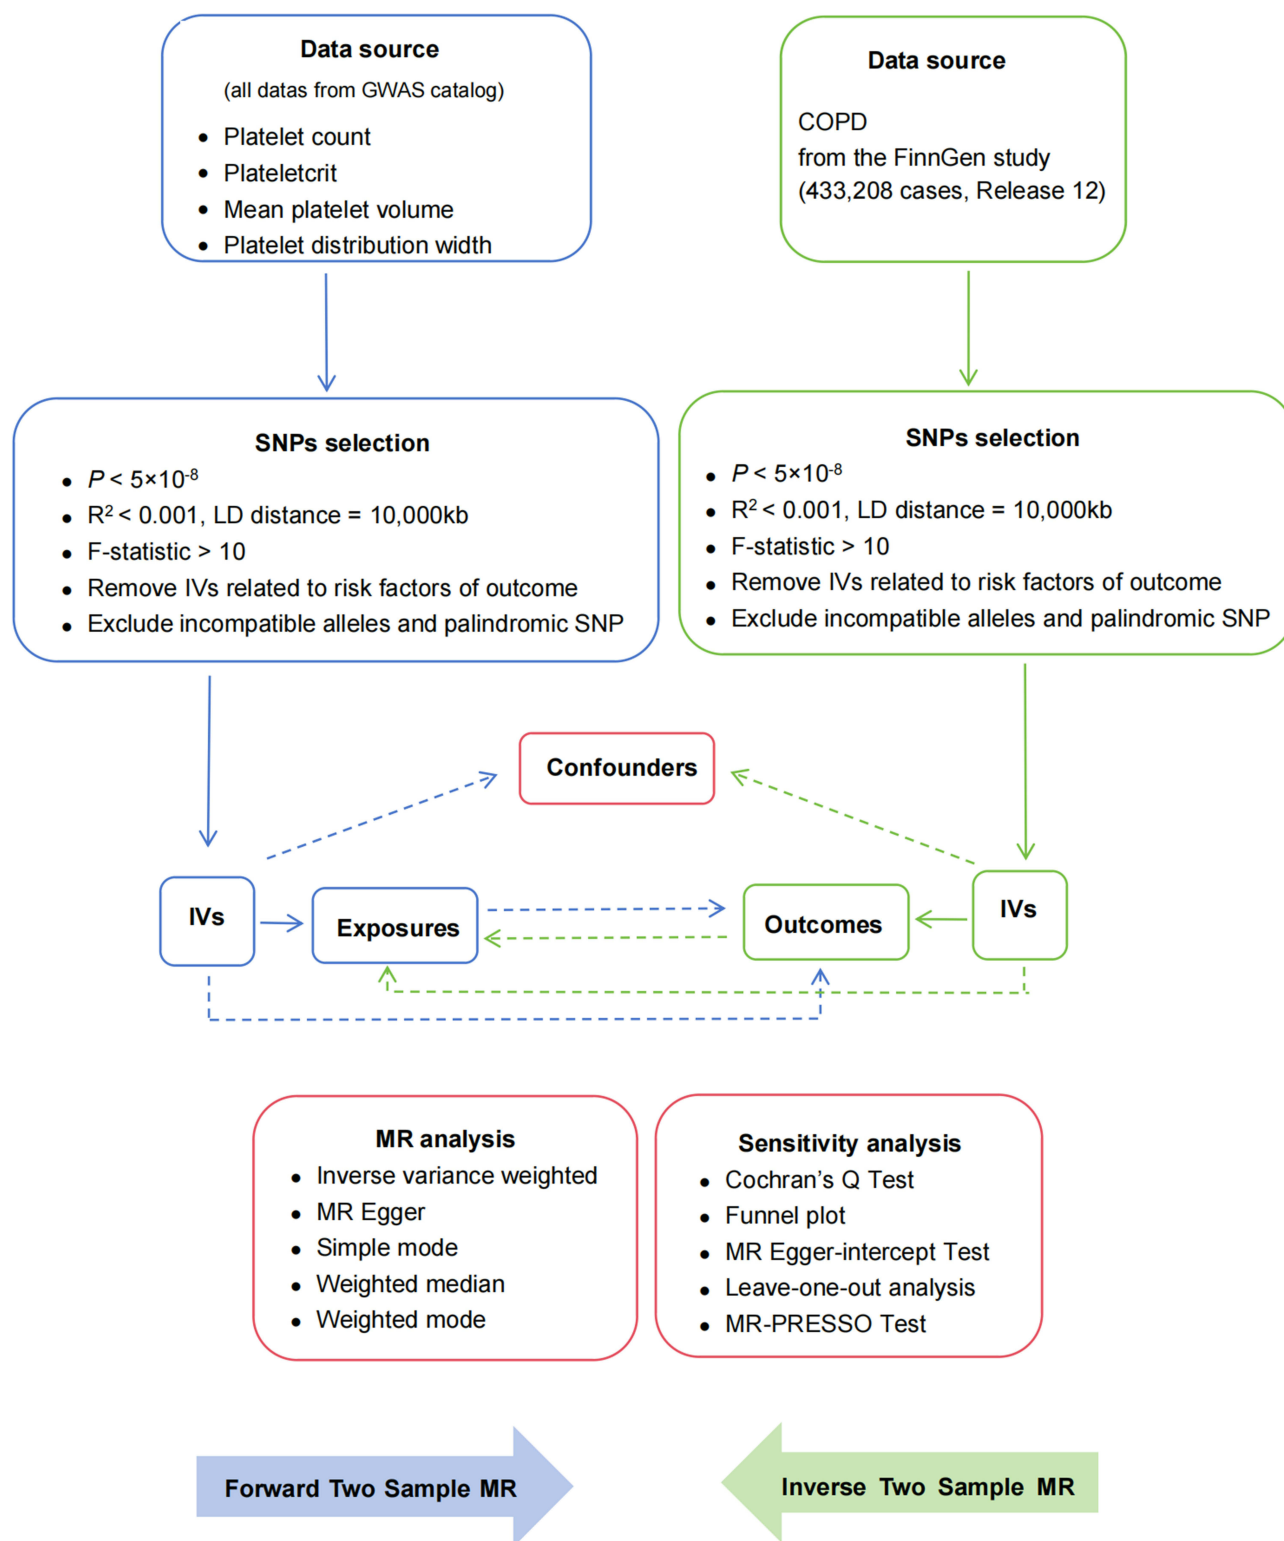 Data source
(all datas from GWAS catalog)
• Platelet count
• Plateletcrit
• Mean platelet volume
• Platelet distribution width
Data source
COPD
from the FinnGen study
(433,208 cases, Release 12)
SNPs selection
• P < 5×10⁻⁸
• R² < 0.001, LD distance = 10,000kb
• F-statistic > 10
• Remove IVs related to risk factors of outcome
• Exclude incompatible alleles and palindromic SNP
SNPs selection
• P < 5×10⁻⁸
• R² < 0.001, LD distance = 10,000kb
• F-statistic > 10
• Remove IVs related to risk factors of outcome
• Exclude incompatible alleles and palindromic SNP
Confounders
IVs
Exposures
Outcomes
IVs
MR analysis
• Inverse variance weighted
• MR Egger
• Simple mode
• Weighted median
• Weighted mode
Sensitivity analysis
• Cochran’s Q Test
• Funnel plot
• MR Egger-intercept Test
• Leave-one-out analysis
• MR-PRESSO Test
Forward Two Sample MR
Inverse Two Sample MR